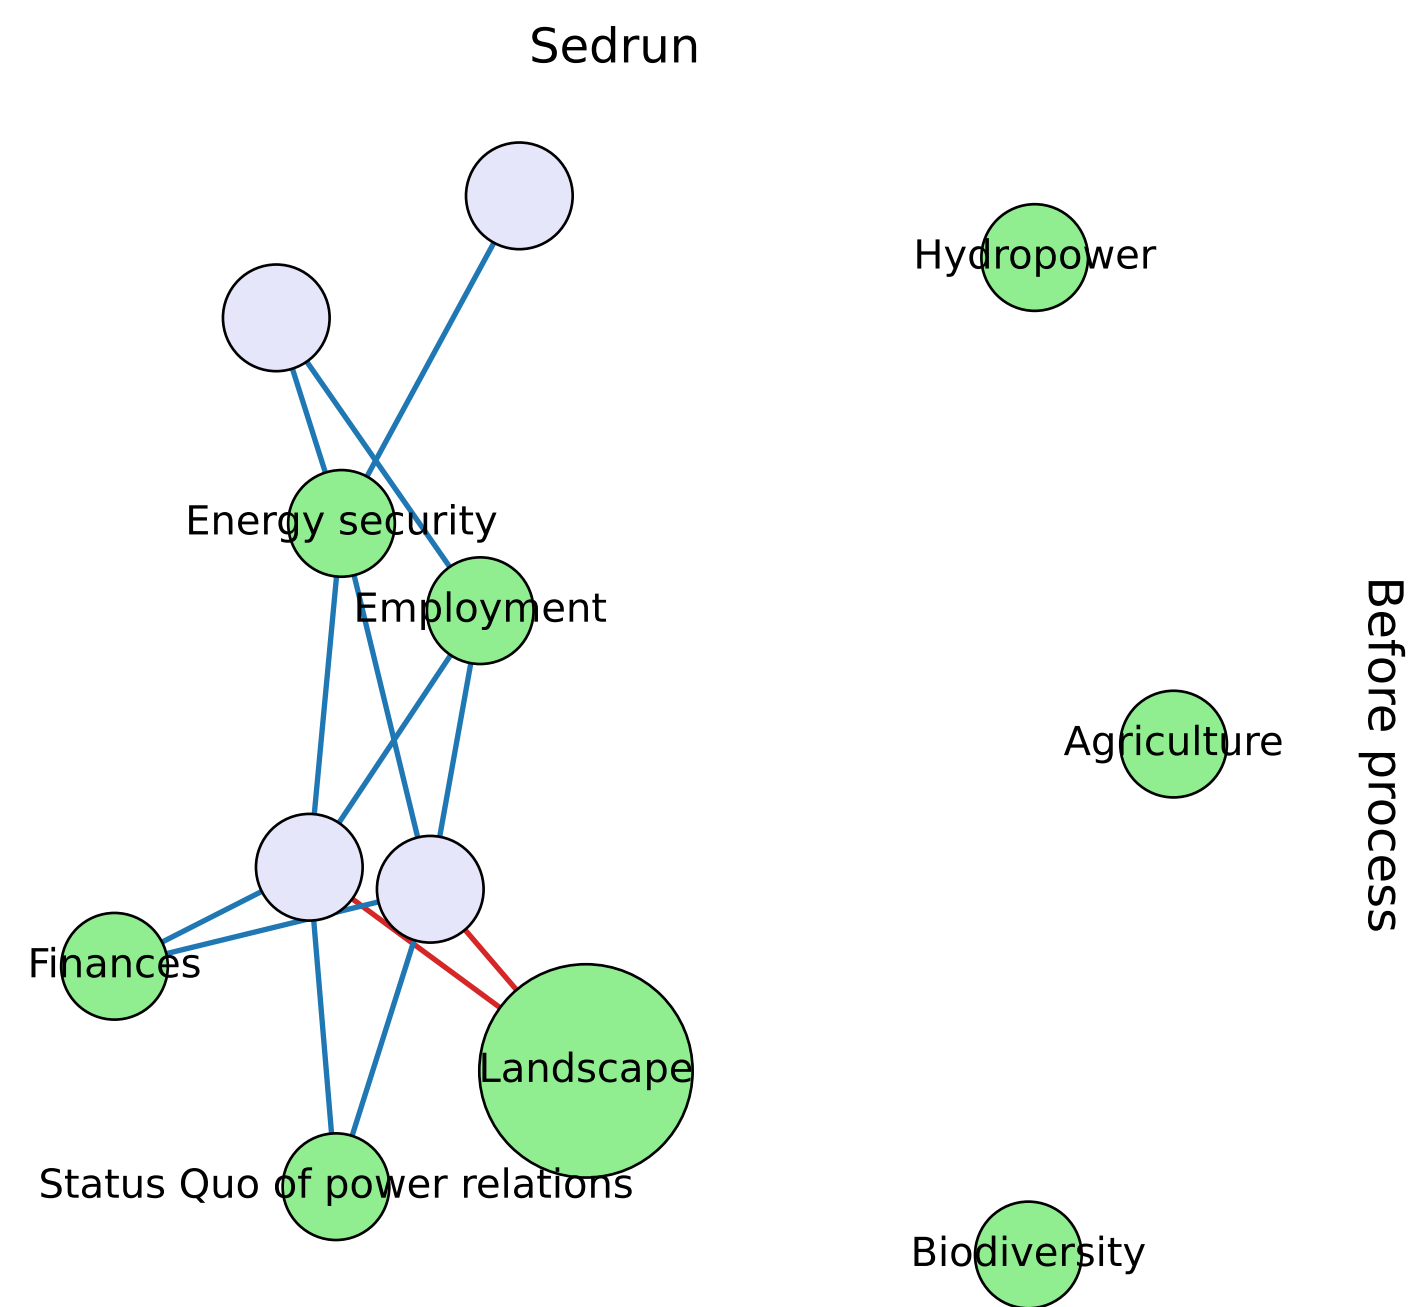 Sedrun
Hydropower
Energy security
Employment
Agriculture
Before process
Finances
Landscape
Status Quo of power relations
Biodiversity